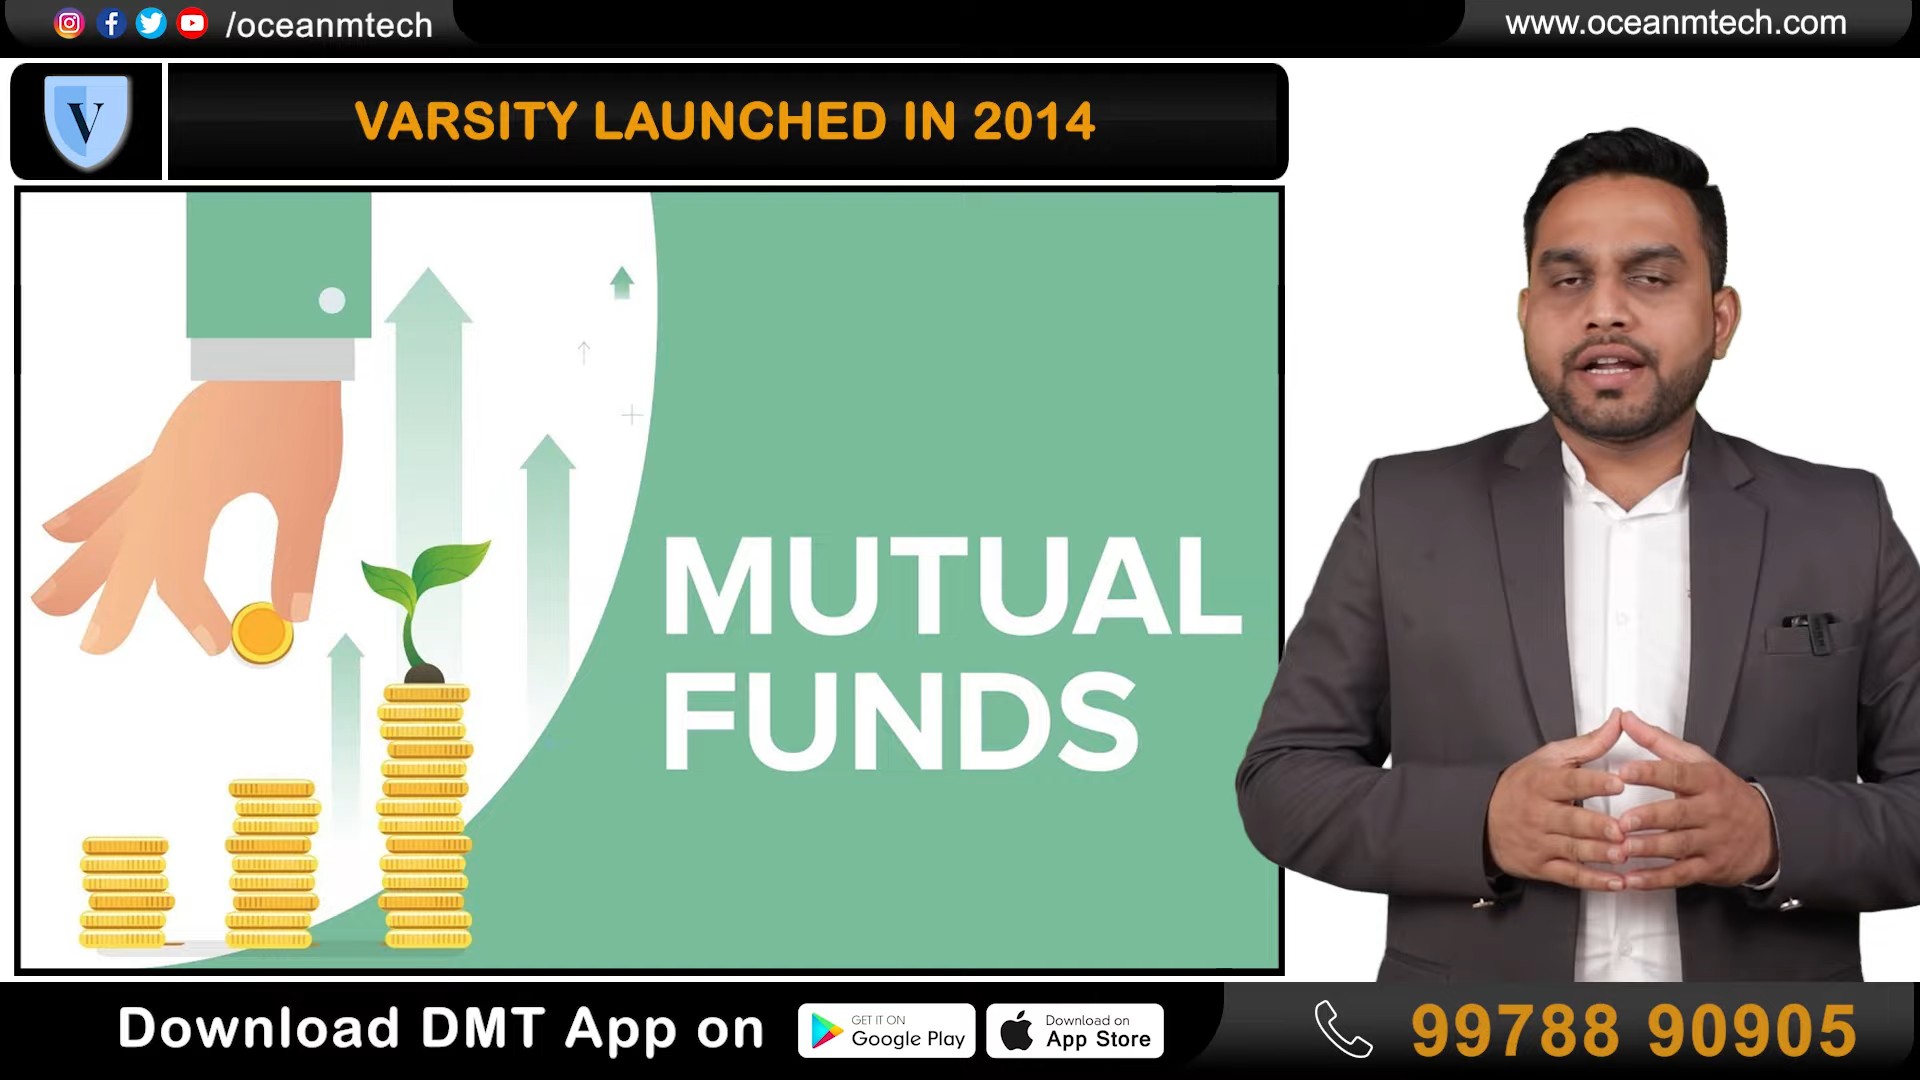 /oceanmtech
www.oceanmtech.com
V
VARSITY LAUNCHED IN 2014
MUTUAL
FUNDS
Download DMT App on
GET IT ON
Google Play
Download on
App Store
99788 90905